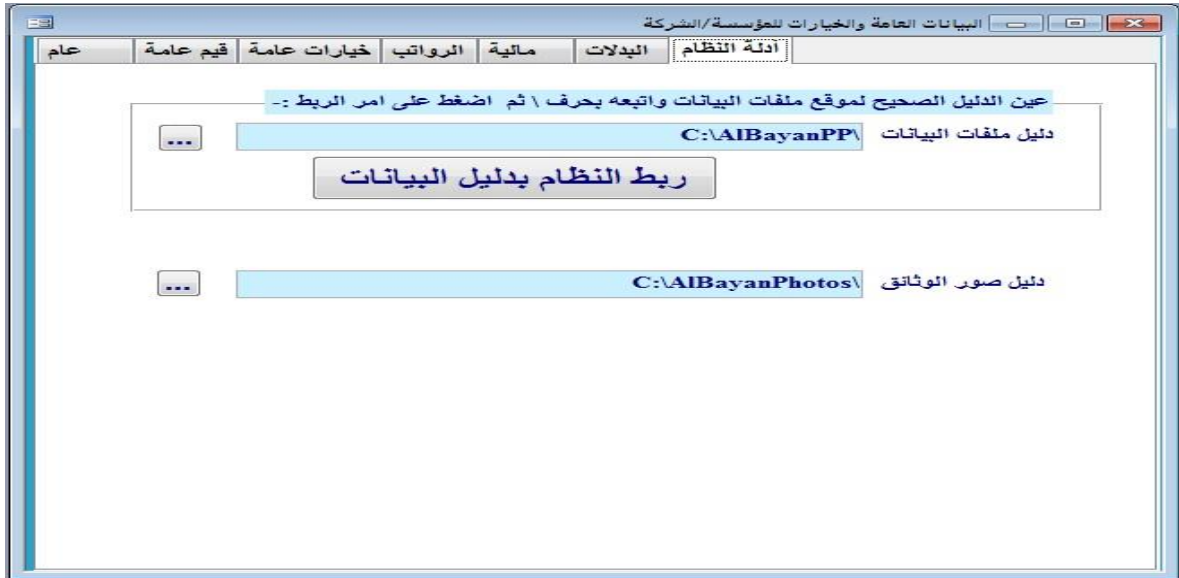 البيانات العامة والخيارات للمؤسسة/الشركة
عام قيم عامة خيارات عامة الرواتب مالية البدلات أدلة النظام
عين الدليل الصحيح لموقع ملفات البيانات واتبعه بحرف \ ثم اضغط على امر الربط :-
دليل ملفات البيانات C:\AlBayanPP\ ...
ربط النظام بدليل البيانات
دليل صور الوثائق C:\AlBayanPhotos\ ...